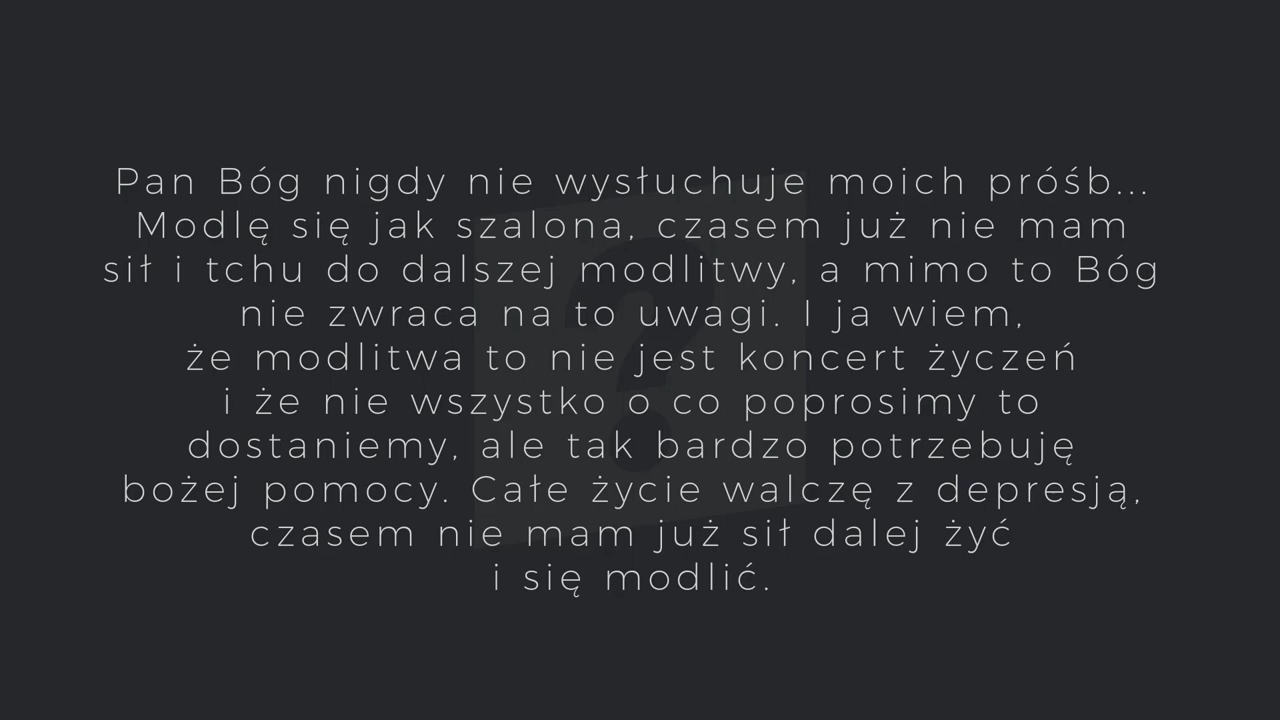 Pan Bóg nigdy nie wysłuchuje moich próśb...
Modlę się jak szalona, czasem już nie mam
sił i tchu do dalszej modlitwy, a mimo to Bóg
nie zwraca na to uwagi. I ja wiem,
że modlitwa to nie jest koncert życzeń
i że nie wszystko o co poprosimy to
dostaniemy, ale tak bardzo potrzebuję
bożej pomocy. Całe życie walczę z depresją,
czasem nie mam już sił dalej żyć
i się modlić.